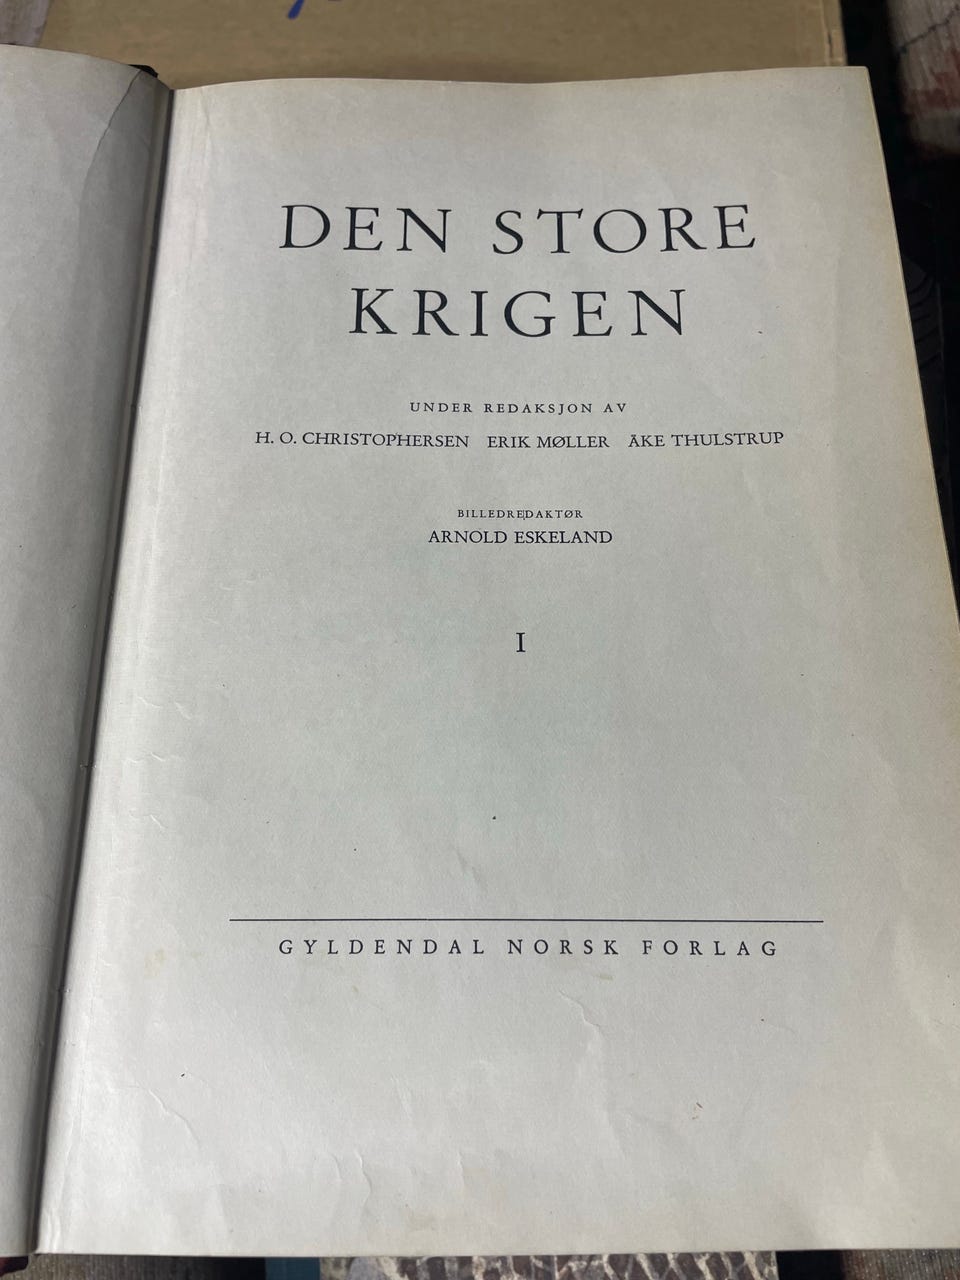 DEN STORE
KRIGEN
UNDER REDAKSJON AV
H. O. CHRISTOPHERSEN ERIK MØLLER ÅKE THULSTRUP
BILLEDREDAKTØR
ARNOLD ESKELAND
I
GYLDENDAL NORSK FORLAG